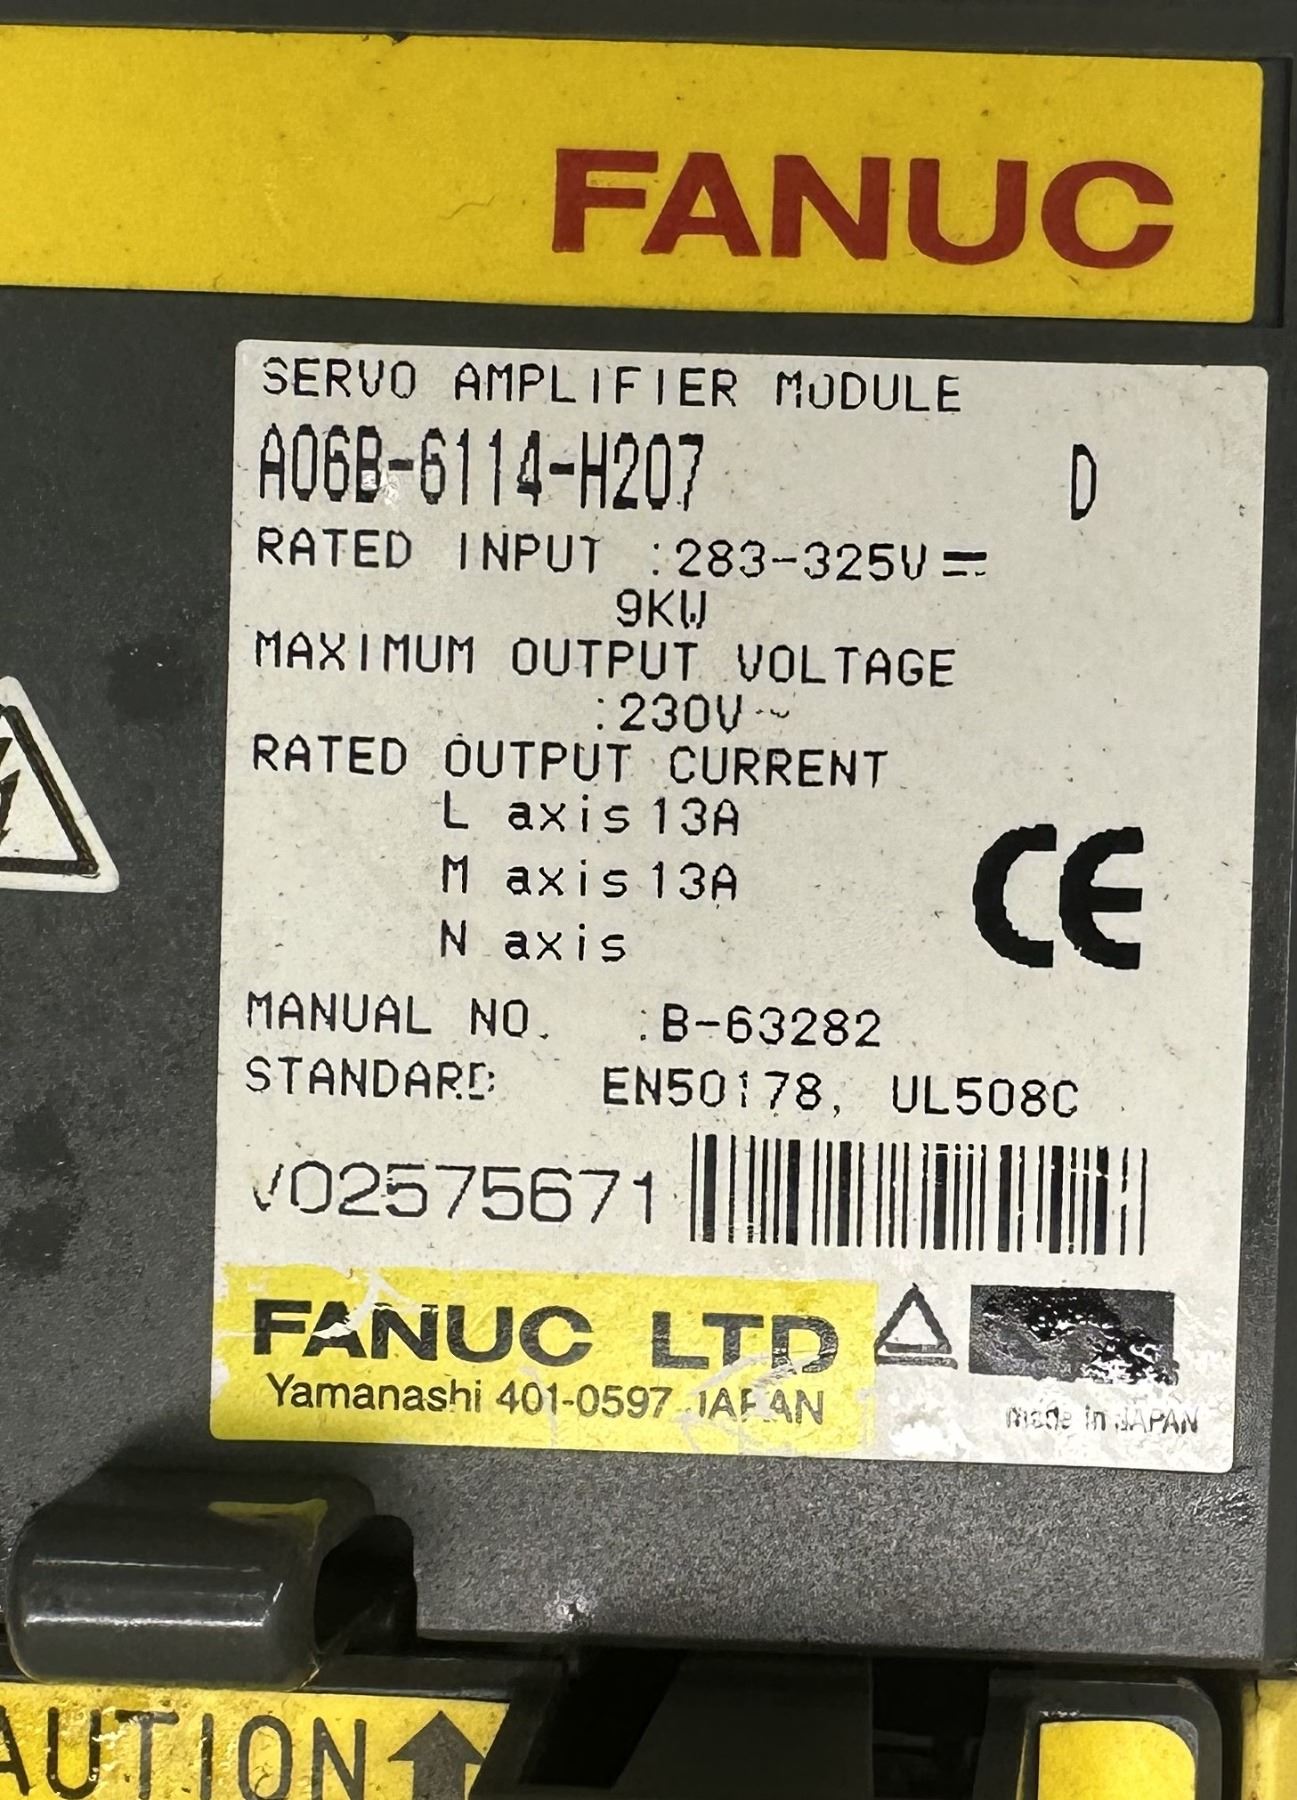 FANUC
SERVO AMPLIFIER MODULE
A06B-6114-H207 D
RATED INPUT :283-325V⎓
9KW
MAXIMUM OUTPUT VOLTAGE
:230V~
RATED OUTPUT CURRENT
L axis 13A
M axis 13A
N axis
CE
MANUAL NO. :B-63282
STANDARD: EN50178, UL508C
V02575671
FANUC LTD
Yamanashi 401-0597 JAPAN
made in JAPAN
AUTION